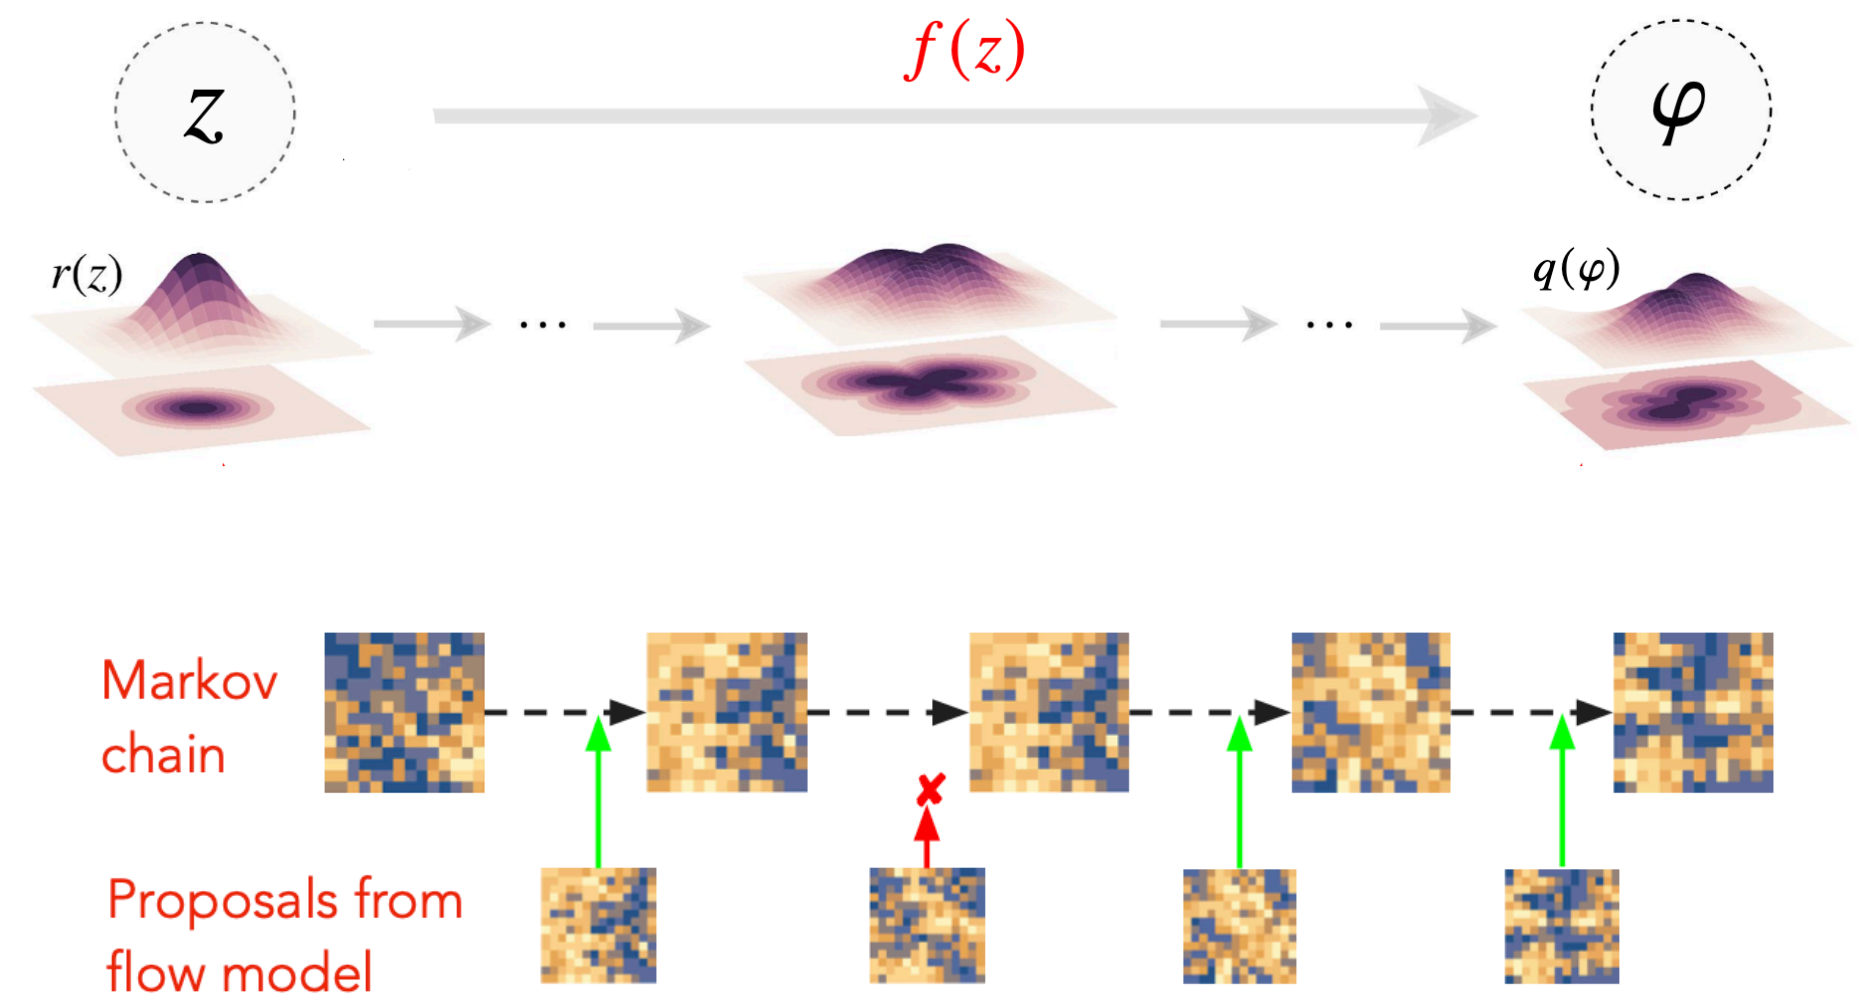 z
f(z)
φ
r(z)
...
...
q(φ)
Markov
chain
Proposals from
flow model